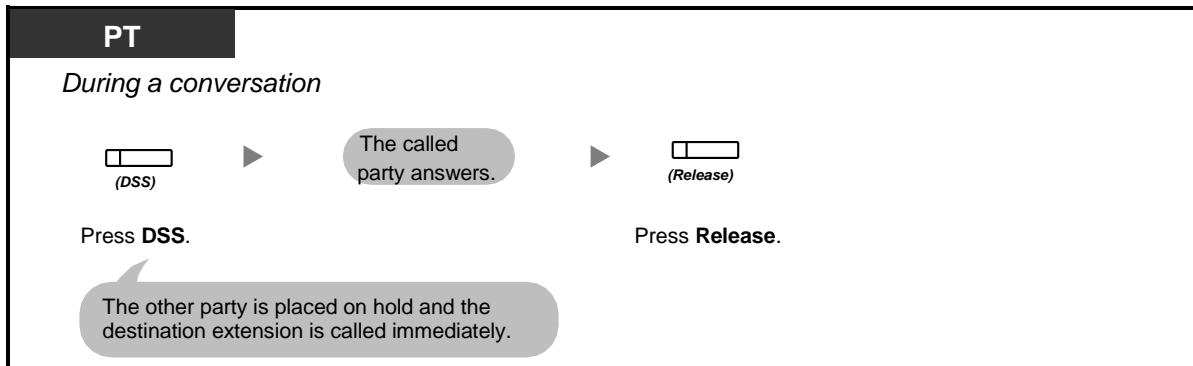 PT
During a conversation
The called
party answers.
(DSS)
(Release)
Press DSS.
Press Release.
The other party is placed on hold and the
destination extension is called immediately.